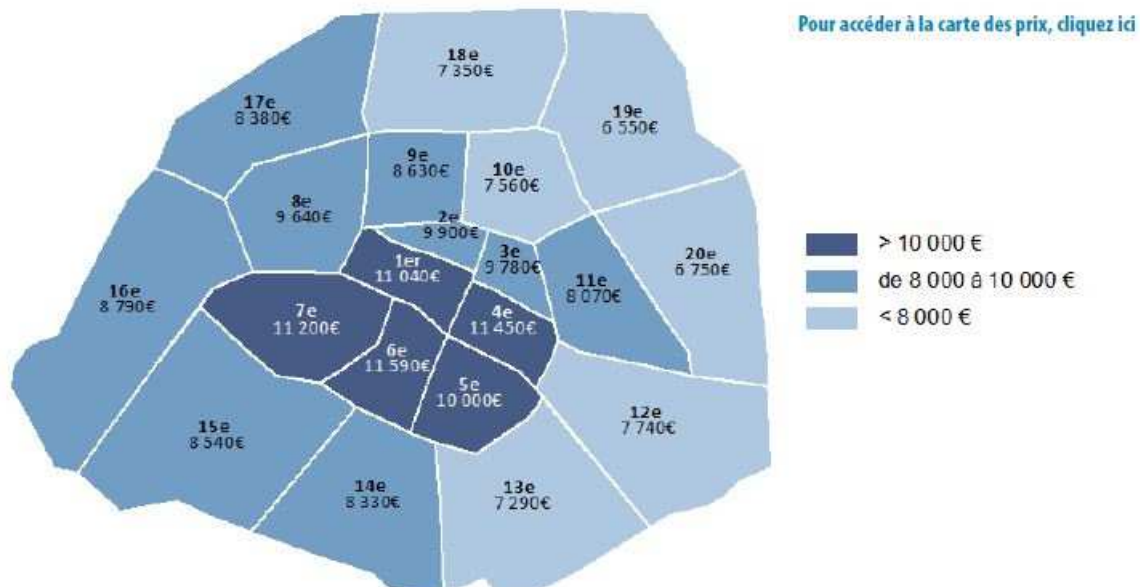 Pour accéder à la carte des prix, cliquez ici
18e
7 350€
17e
8 380€
19e
6 550€
9e
8 630€
10e
7 560€
8e
9 640€
2e
9 900€
3e
9 780€
20e
6 750€
1er
11 040€
11e
8 070€
16e
8 790€
7e
11 200€
4e
11 450€
6e
11 590€
5e
10 000€
12e
7 740€
15e
8 540€
14e
8 330€
13e
7 290€
> 10 000 €
de 8 000 à 10 000 €
< 8 000 €